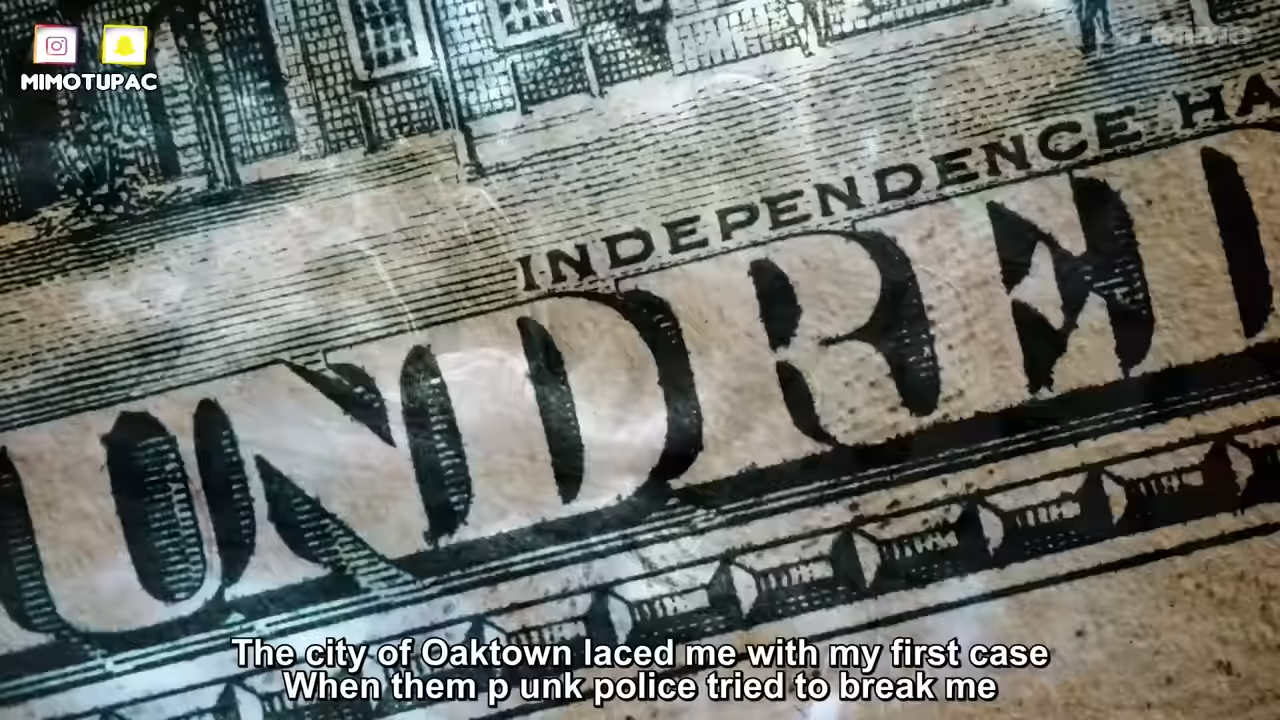 MIMOTUPAC
INDEPENDENCE HA
UNDRED
The city of Oaktown laced me with my first case
When them p unk police tried to break me